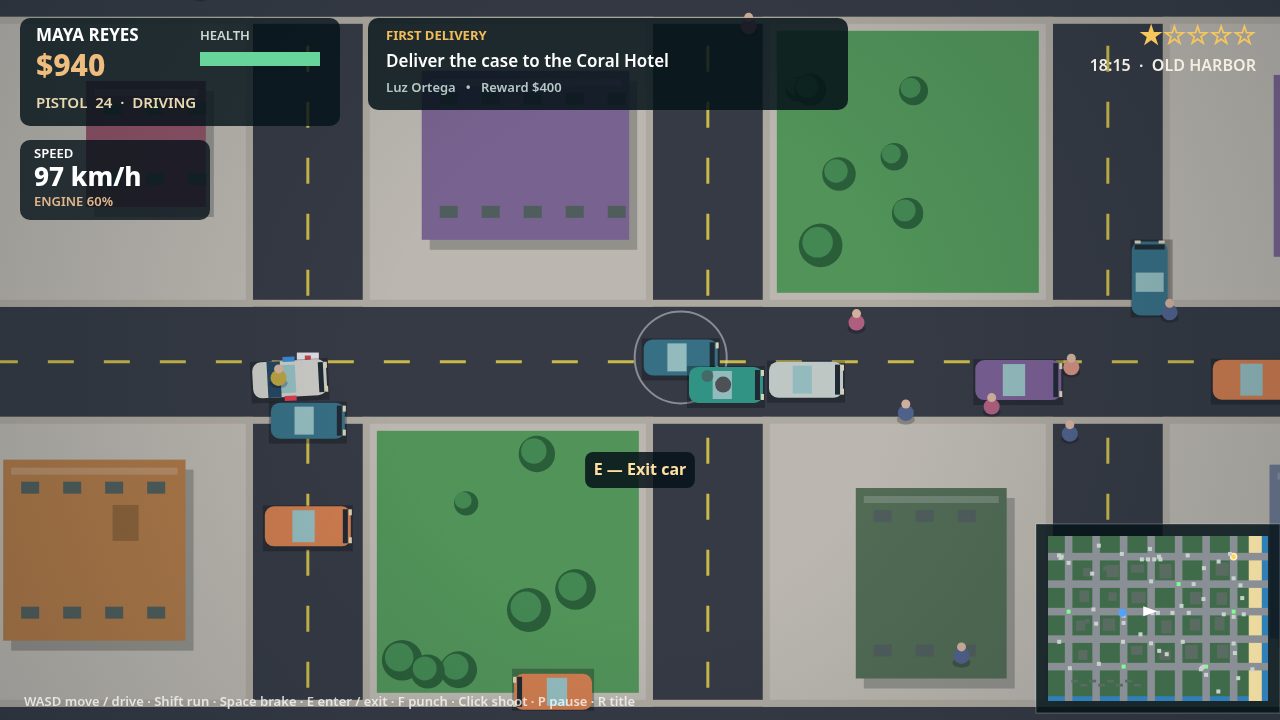 MAYA REYES
HEALTH
$940
PISTOL 24 · DRIVING
SPEED
97 km/h
ENGINE 60%
FIRST DELIVERY
Deliver the case to the Coral Hotel
Luz Ortega • Reward $400
★☆☆☆☆
18:15 · OLD HARBOR
E — Exit car
WASD move / drive · Shift run · Space brake · E enter / exit · F punch · Click shoot · P pause · R title